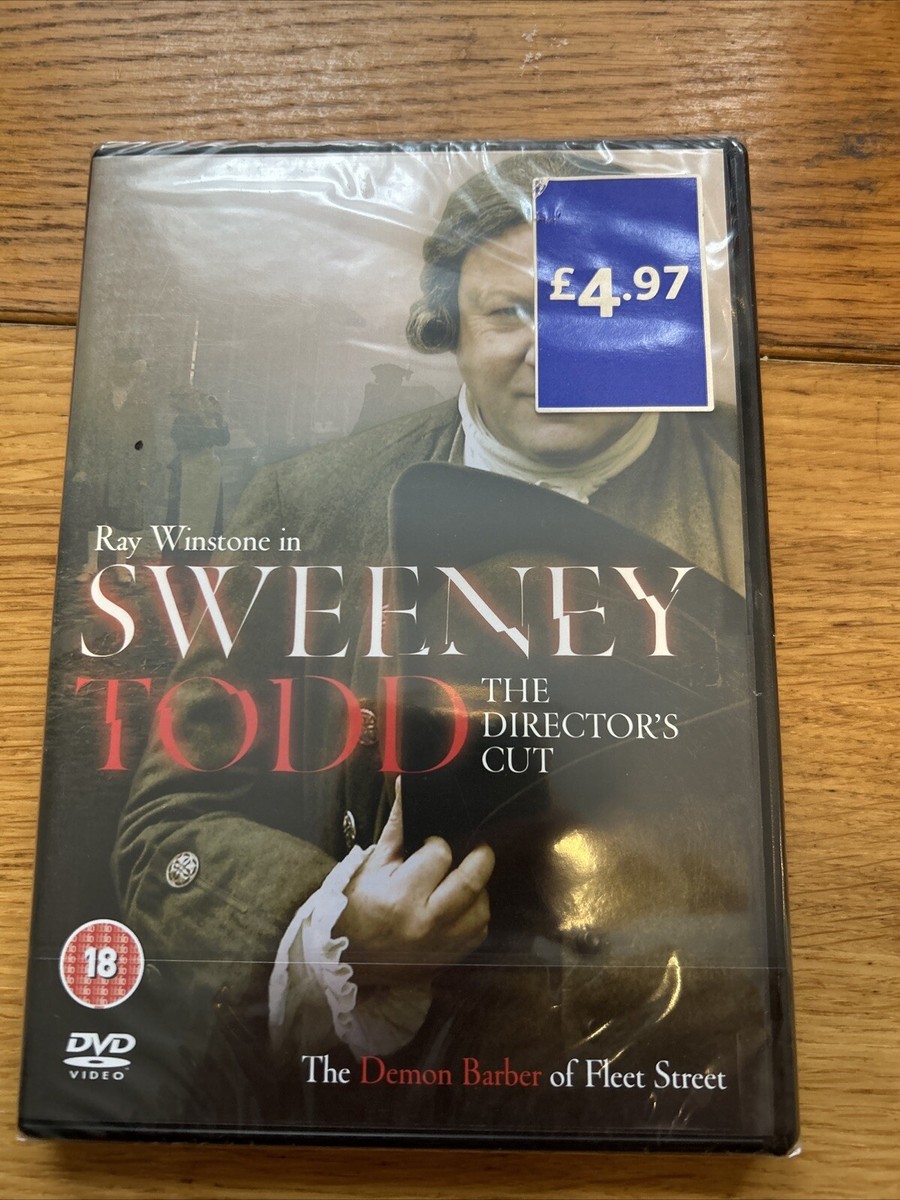 £4.97
Ray Winstone in
SWEENEY
TODD
THE
DIRECTOR'S
CUT
18
DVD
VIDEO
The Demon Barber of Fleet Street